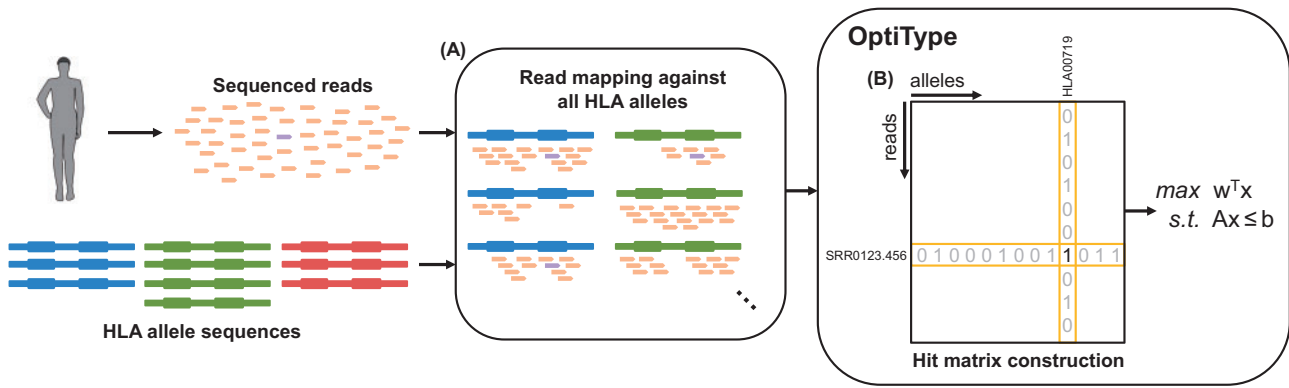 Sequenced reads
HLA allele sequences
(A)
Read mapping against
all HLA alleles
OptiType
(B)
alleles
reads
HLA00719
0
1
0
1
0
0
SRR0123.456 0 1 0 0 0 1 0 0 1 1 0 1 1
0
1
0
Hit matrix construction
max wᵀx
s.t. Ax ≤ b